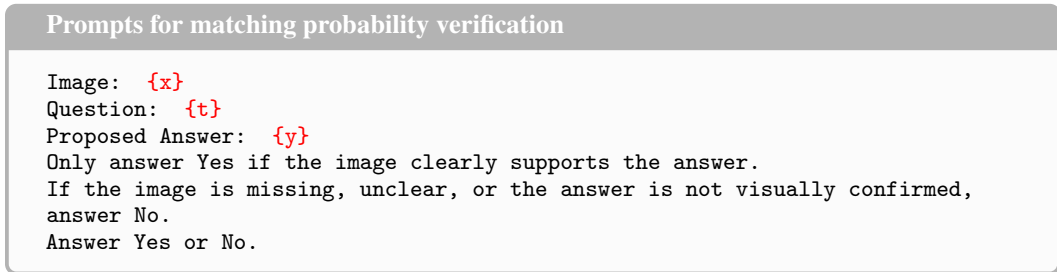 Prompts for matching probability verification
Image: {x}
Question: {t}
Proposed Answer: {y}
Only answer Yes if the image clearly supports the answer.
If the image is missing, unclear, or the answer is not visually confirmed,
answer No.
Answer Yes or No.